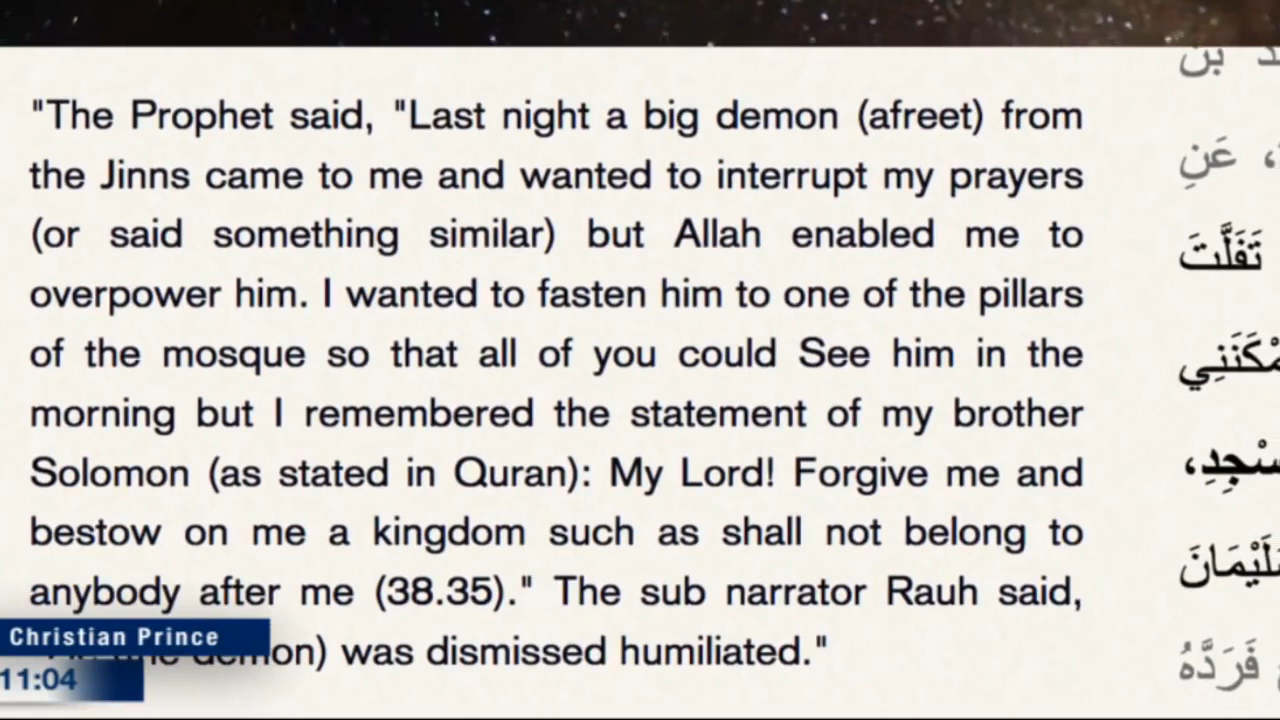 "The Prophet said, "Last night a big demon (afreet) from
the Jinns came to me and wanted to interrupt my prayers
(or said something similar) but Allah enabled me to
overpower him. I wanted to fasten him to one of the pillars
of the mosque so that all of you could See him in the
morning but I remembered the statement of my brother
Solomon (as stated in Quran): My Lord! Forgive me and
bestow on me a kingdom such as shall not belong to
anybody after me (38.35)." The sub narrator Rauh said,
demon) was dismissed humiliated."
Christian Prince
11:04
بن
عَنِ
تَفَلَّتَ
فَرَدَّهُ